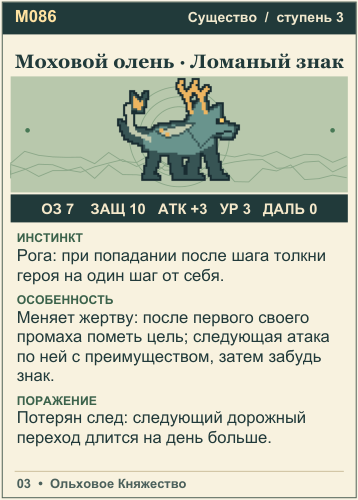 М086
Существо / ступень 3
Моховой олень · Ломаный знак
ОЗ 7 ЗАЩ 10 АТК +3 УР 3 ДАЛЬ 0
ИНСТИНКТ
Рога: при попадании после шага толкни
героя на один шаг от себя.
ОСОБЕННОСТЬ
Меняет жертву: после первого своего
промаха пометь цель; следующая атака
по ней с преимуществом, затем забудь
знак.
ПОРАЖЕНИЕ
Потерян след: следующий дорожный
переход длится на день больше.
03 • Ольховое Княжество